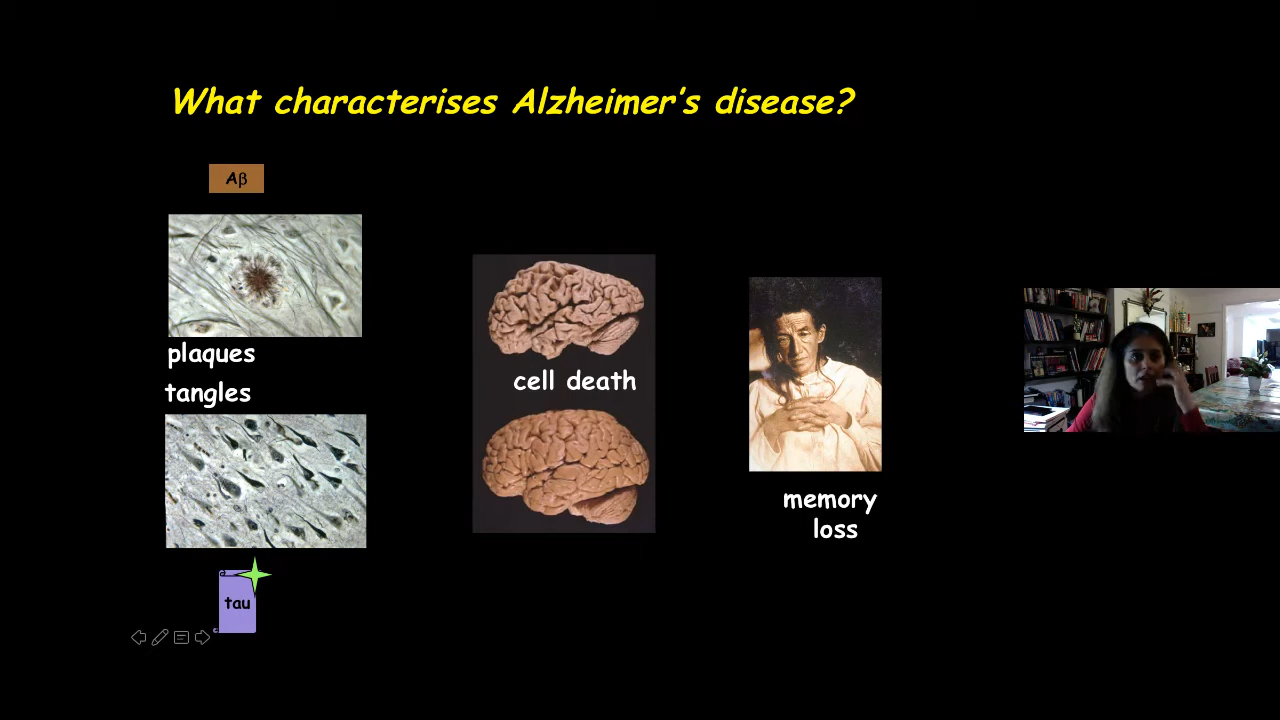 What characterises Alzheimer's disease?
Aβ
plaques
tangles
cell death
memory
loss
tau